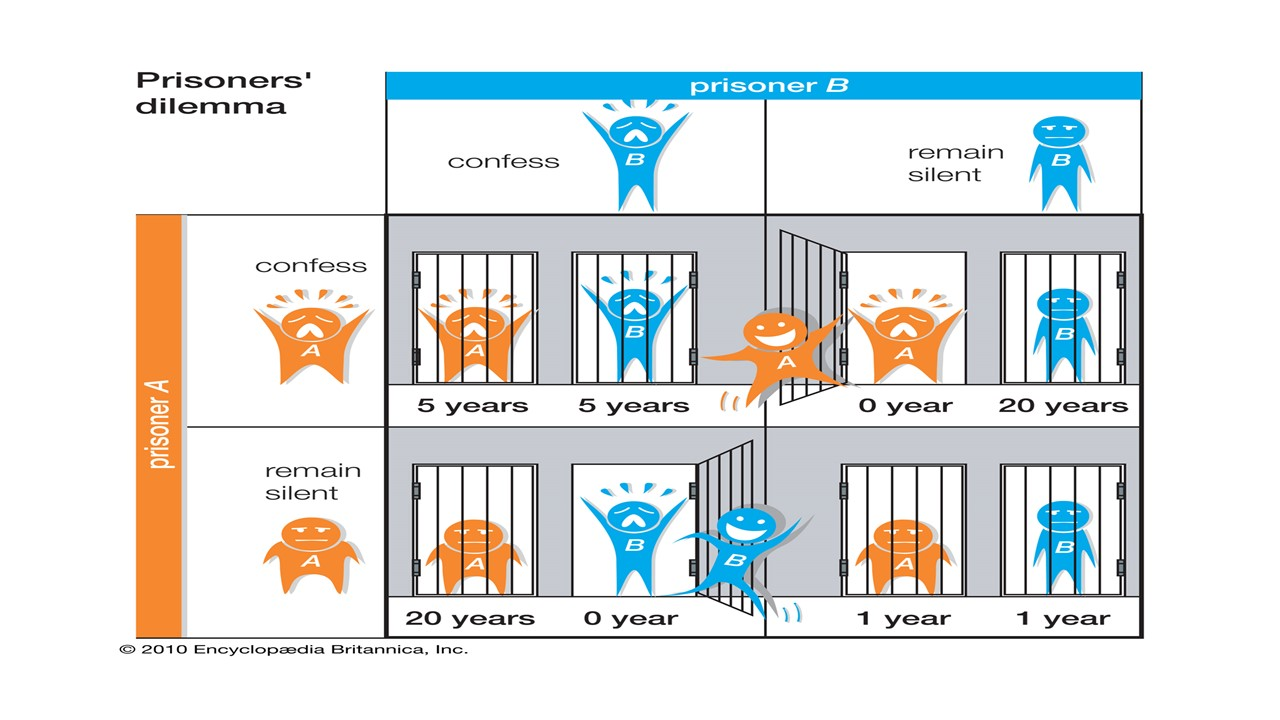 Prisoners'
dilemma
prisoner B
confess
B
remain
silent
B
prisoner A
confess
A
A
B
A
A
B
5 years
5 years
0 year
20 years
remain
silent
A
A
B
B
A
B
20 years
0 year
1 year
1 year
© 2010 Encyclopædia Britannica, Inc.